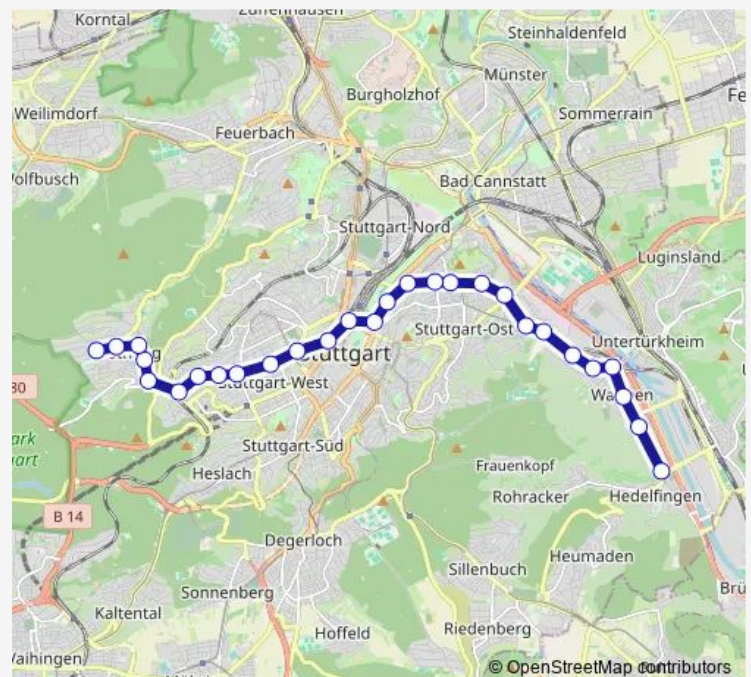 Korntal
Zuffenhausen
Steinhaldenfeld
Münster
Burgholzhof
Weilimdorf
Sommerrain
Feuerbach
Bad Cannstatt
Stuttgart-Nord
Luginsland
Stuttgart-Ost
Untertürkheim
Stuttgart
Stuttgart-West
Stuttgart-Süd
Heslach
Frauenkopf
Rohracker
Hedelfingen
B 14
Degerloch
Heumaden
Sillenbuch
Sonnenberg
Kaltental
Hoffeld
Riedenberg
© OpenStreetMap contributors